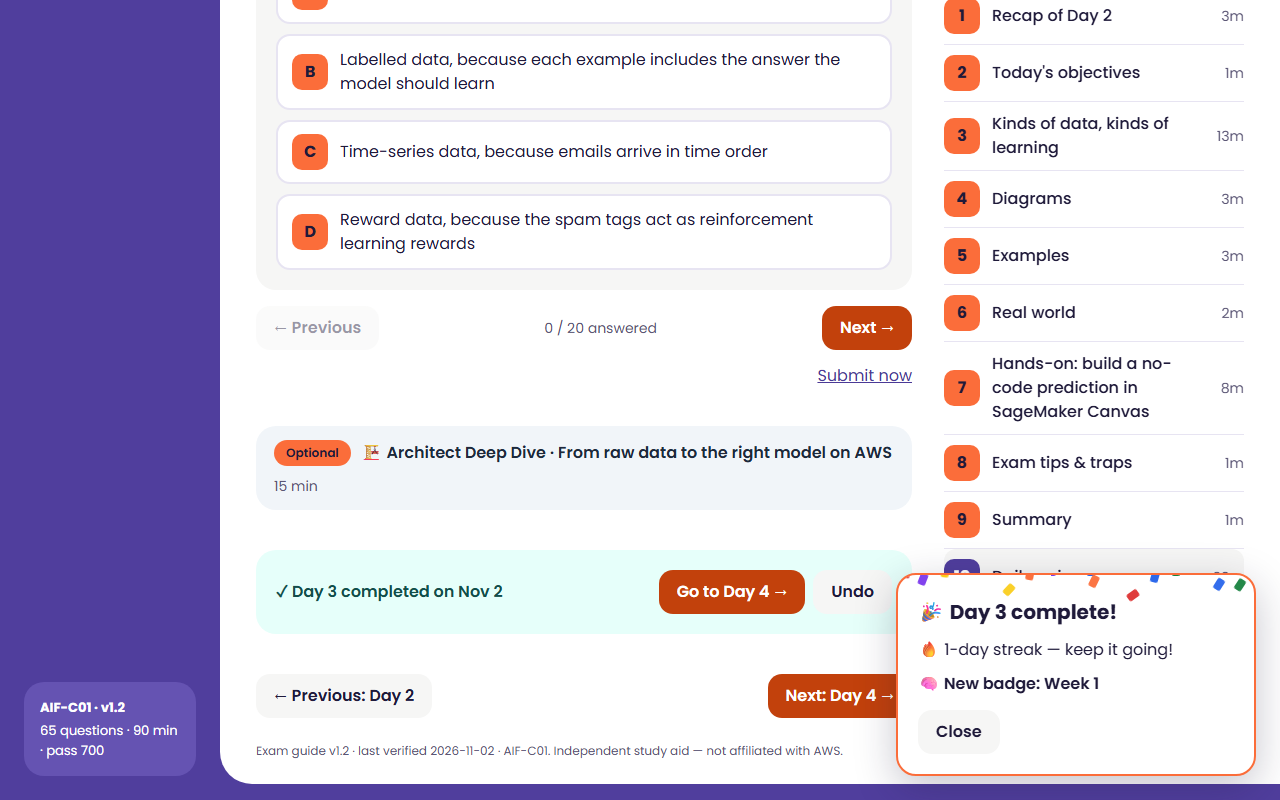 B
Labelled data, because each example includes the answer the
model should learn
C
Time-series data, because emails arrive in time order
D
Reward data, because the spam tags act as reinforcement
learning rewards
← Previous
0 / 20 answered
Next →
Submit now
Optional
Architect Deep Dive · From raw data to the right model on AWS
15 min
✓ Day 3 completed on Nov 2
Go to Day 4 →
Undo
← Previous: Day 2
Next: Day 4 →
Exam guide v1.2 · last verified 2026-11-02 · AIF-C01. Independent study aid — not affiliated with AWS.
AIF-C01 · v1.2
65 questions · 90 min
· pass 700
1
Recap of Day 2
3m
2
Today's objectives
1m
3
Kinds of data, kinds of
learning
13m
4
Diagrams
3m
5
Examples
3m
6
Real world
2m
7
Hands-on: build a no-
code prediction in
SageMaker Canvas
8m
8
Exam tips & traps
1m
9
Summary
1m
Day 3 complete!
1-day streak — keep it going!
New badge: Week 1
Close